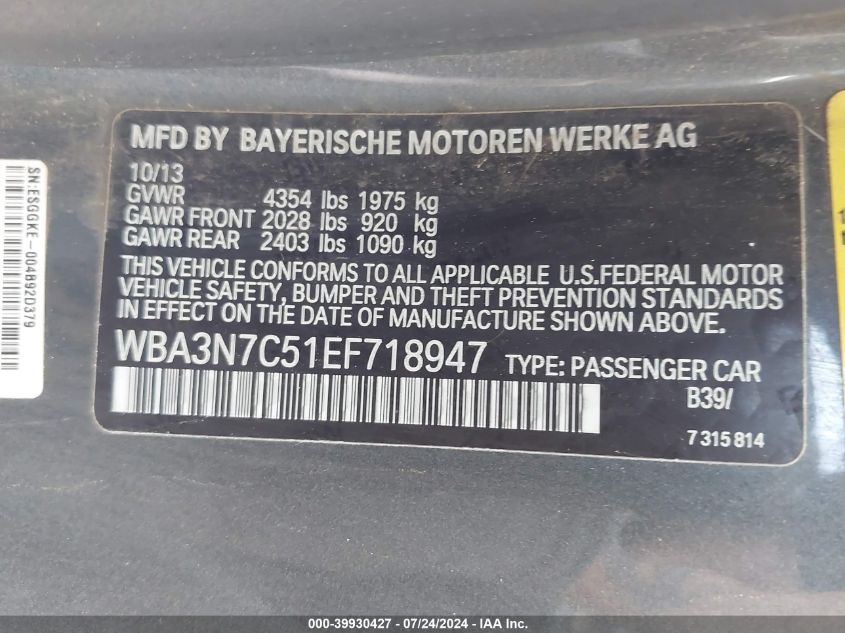 MFD BY BAYERISCHE MOTOREN WERKE AG
10/13
GVWR 4354 lbs 1975 kg
GAWR FRONT 2028 lbs 920 kg
GAWR REAR 2403 lbs 1090 kg
THIS VEHICLE CONFORMS TO ALL APPLICABLE U.S.FEDERAL MOTOR
VEHICLE SAFETY, BUMPER AND THEFT PREVENTION STANDARDS
IN EFFECT ON THE DATE OF MANUFACTURE SHOWN ABOVE.
WBA3N7C51EF718947 TYPE: PASSENGER CAR
B39/
7 315 814
SN:ESGGKE-004892D379
000-39930427 - 07/24/2024 - IAAI.com